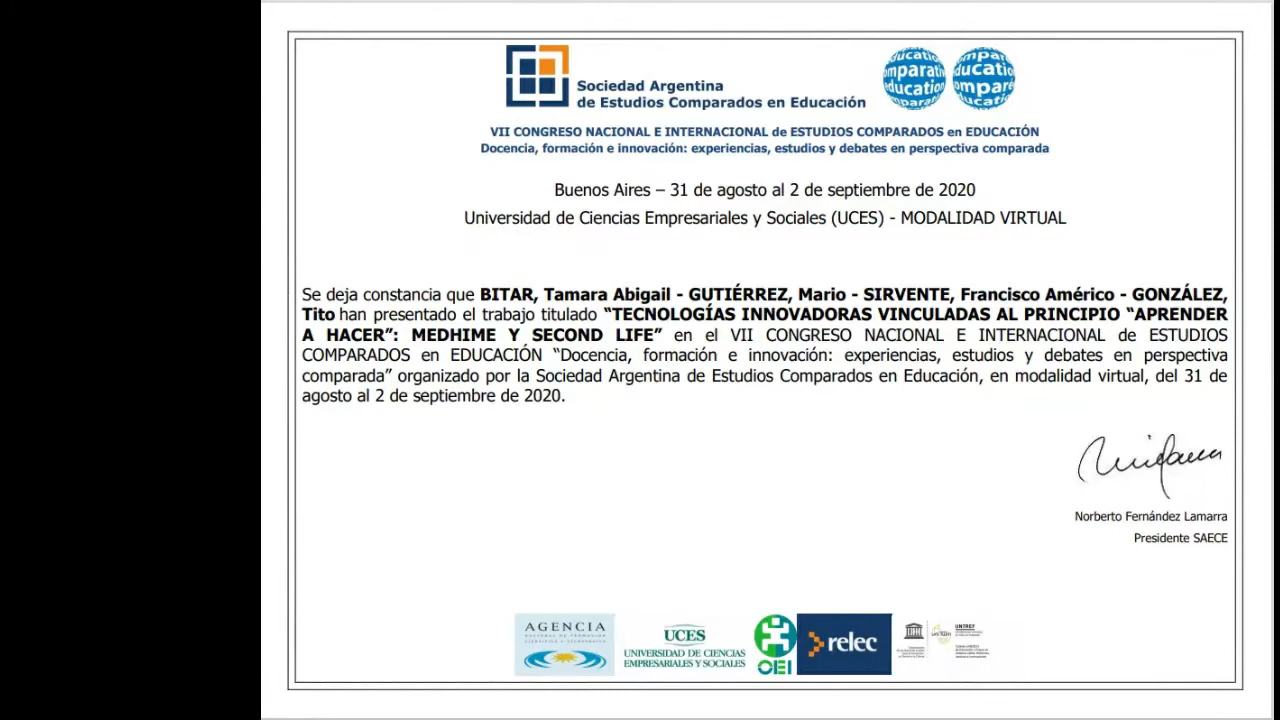 Sociedad Argentina
de Estudios Comparados en Educación
VII CONGRESO NACIONAL E INTERNACIONAL de ESTUDIOS COMPARADOS en EDUCACIÓN
Docencia, formación e innovación: experiencias, estudios y debates en perspectiva comparada
Buenos Aires – 31 de agosto al 2 de septiembre de 2020
Universidad de Ciencias Empresariales y Sociales (UCES) - MODALIDAD VIRTUAL
Se deja constancia que BITAR, Tamara Abigail - GUTIÉRREZ, Mario - SIRVENTE, Francisco Américo - GONZÁLEZ,
Tito han presentado el trabajo titulado “TECNOLOGÍAS INNOVADORAS VINCULADAS AL PRINCIPIO “APRENDER
A HACER”: MEDHIME Y SECOND LIFE” en el VII CONGRESO NACIONAL E INTERNACIONAL de ESTUDIOS
COMPARADOS en EDUCACIÓN “Docencia, formación e innovación: experiencias, estudios y debates en perspectiva
comparada” organizado por la Sociedad Argentina de Estudios Comparados en Educación, en modalidad virtual, del 31 de
agosto al 2 de septiembre de 2020.
Norberto Fernández Lamarra
Presidente SAECE
AGENCIA
UCES
UNIVERSIDAD DE CIENCIAS
EMPRESARIALES Y SOCIALES
OEI
relec
UNTREF